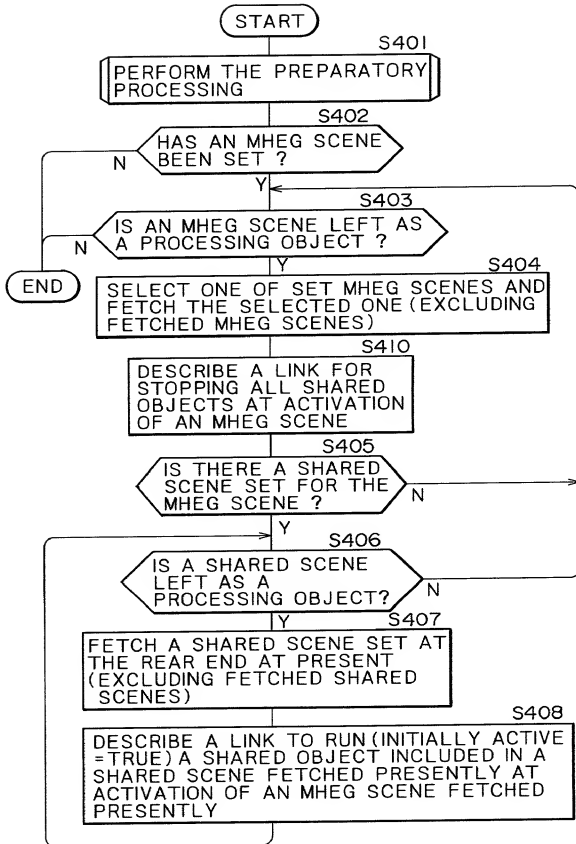 START
S401
PERFORM THE PREPARATORY
PROCESSING
S402
HAS AN MHEG SCENE
BEEN SET ?
N
Y
S403
IS AN MHEG SCENE LEFT AS
A PROCESSING OBJECT ?
N
Y
END
S404
SELECT ONE OF SET MHEG SCENES AND
FETCH THE SELECTED ONE (EXCLUDING
FETCHED MHEG SCENES)
S410
DESCRIBE A LINK FOR
STOPPING ALL SHARED
OBJECTS AT ACTIVATION
OF AN MHEG SCENE
S405
IS THERE A SHARED
SCENE SET FOR THE
MHEG SCENE ?
N
Y
S406
IS A SHARED SCENE
LEFT AS A
PROCESSING OBJECT?
N
Y
S407
FETCH A SHARED SCENE SET AT
THE REAR END AT PRESENT
(EXCLUDING FETCHED SHARED
SCENES)
S408
DESCRIBE A LINK TO RUN (INITIALLY ACTIVE
=TRUE) A SHARED OBJECT INCLUDED IN A
SHARED SCENE FETCHED PRESENTLY AT
ACTIVATION OF AN MHEG SCENE FETCHED
PRESENTLY